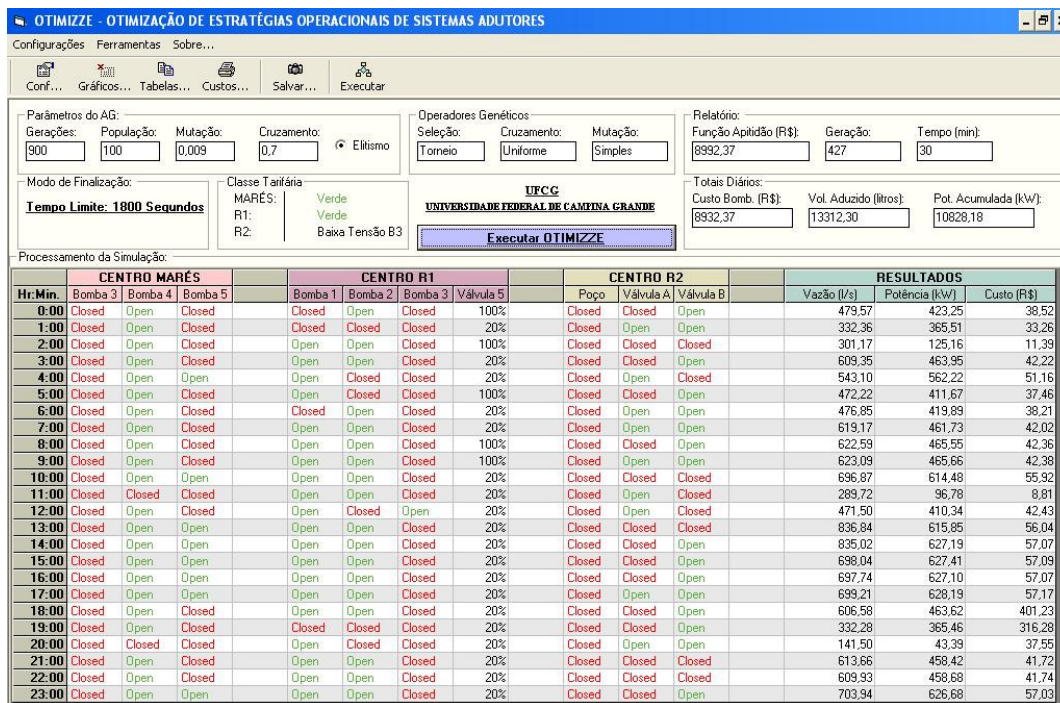 OTIMIZZE - OTIMIZAÇÃO DE ESTRATÉGIAS OPERACIONAIS DE SISTEMAS ADUTORES
Configurações Ferramentas Sobre...
Conf... Gráficos... Tabelas... Custos... Salvar... Executar
Parâmetros do AG: Operadores Genéticos Relatório:
Gerações: População: Mutação: Cruzamento: Seleção: Cruzamento: Mutação: Função Apitidão (R$): Geração: Tempo (min):
900 100 0,009 0,7 Elitismo Torneio Uniforme Simples 8992,37 427 30
Modo de Finalização: Classe Tarifária Totais Diários:
MARÉS: Verde UFCG Custo Bomb. (R$): Vol. Aduzido (litros): Pot. Acumulada (kW):
Tempo Limite: 1800 Segundos R1: Verde UNIVERSIDADE FEDERAL DE CAMPINA GRANDE 8932,37 13312,30 10828,18
R2: Baixa Tensão B3 Executar OTIMIZZE
Processamento da Simulação:
CENTRO MARÉS CENTRO R1 CENTRO R2 RESULTADOS
Hr:Min. Bomba 3 Bomba 4 Bomba 5 Bomba 1 Bomba 2 Bomba 3 Válvula 5 Poço Válvula A Válvula B Vazão (l/s) Potência (kW) Custo (R$)
0:00 Closed Open Closed Closed Open Closed 100% Closed Closed Open 479,57 423,25 38,52
1:00 Closed Open Closed Closed Closed Closed 20% Closed Open Open 332,36 365,51 33,26
2:00 Closed Open Closed Open Open Closed 100% Closed Closed Closed 301,17 125,16 11,39
3:00 Closed Open Closed Open Open Closed 20% Closed Closed Open 609,35 463,95 42,22
4:00 Closed Open Open Open Closed Closed 20% Closed Open Closed 543,10 562,22 51,16
5:00 Closed Open Closed Open Closed Closed 100% Closed Closed Open 472,22 411,67 37,46
6:00 Closed Open Closed Closed Open Closed 20% Closed Open Open 476,85 419,89 38,21
7:00 Closed Open Closed Open Open Closed 20% Closed Open Open 619,17 461,73 42,02
8:00 Closed Open Closed Open Open Closed 100% Closed Closed Open 622,59 465,55 42,36
9:00 Closed Open Closed Open Open Closed 100% Closed Open Open 623,09 465,66 42,38
10:00 Closed Open Open Open Open Closed 20% Closed Closed Closed 696,87 614,48 55,92
11:00 Closed Closed Closed Open Open Closed 20% Closed Open Closed 289,72 96,78 8,81
12:00 Closed Open Closed Open Closed Open 20% Closed Open Closed 471,50 410,34 42,43
13:00 Closed Open Open Open Open Closed 20% Closed Closed Closed 836,84 615,85 56,04
14:00 Closed Open Open Open Open Closed 20% Closed Closed Open 835,02 627,19 57,07
15:00 Closed Open Open Open Open Closed 20% Closed Closed Open 698,04 627,41 57,09
16:00 Closed Open Open Open Open Closed 20% Closed Closed Open 697,74 627,10 57,07
17:00 Closed Open Open Open Open Closed 20% Closed Open Open 699,21 628,19 57,17
18:00 Closed Open Closed Open Open Closed 20% Closed Closed Open 606,58 463,62 401,23
19:00 Closed Open Closed Closed Closed Closed 20% Closed Closed Open 332,28 365,46 316,28
20:00 Closed Closed Closed Open Closed Closed 20% Closed Open Open 141,50 43,39 37,55
21:00 Closed Open Closed Open Open Closed 20% Closed Closed Closed 613,66 458,42 41,72
22:00 Closed Open Closed Open Open Closed 20% Closed Closed Closed 609,93 458,68 41,74
23:00 Closed Open Open Open Open Closed 20% Closed Closed Open 703,94 626,68 57,03